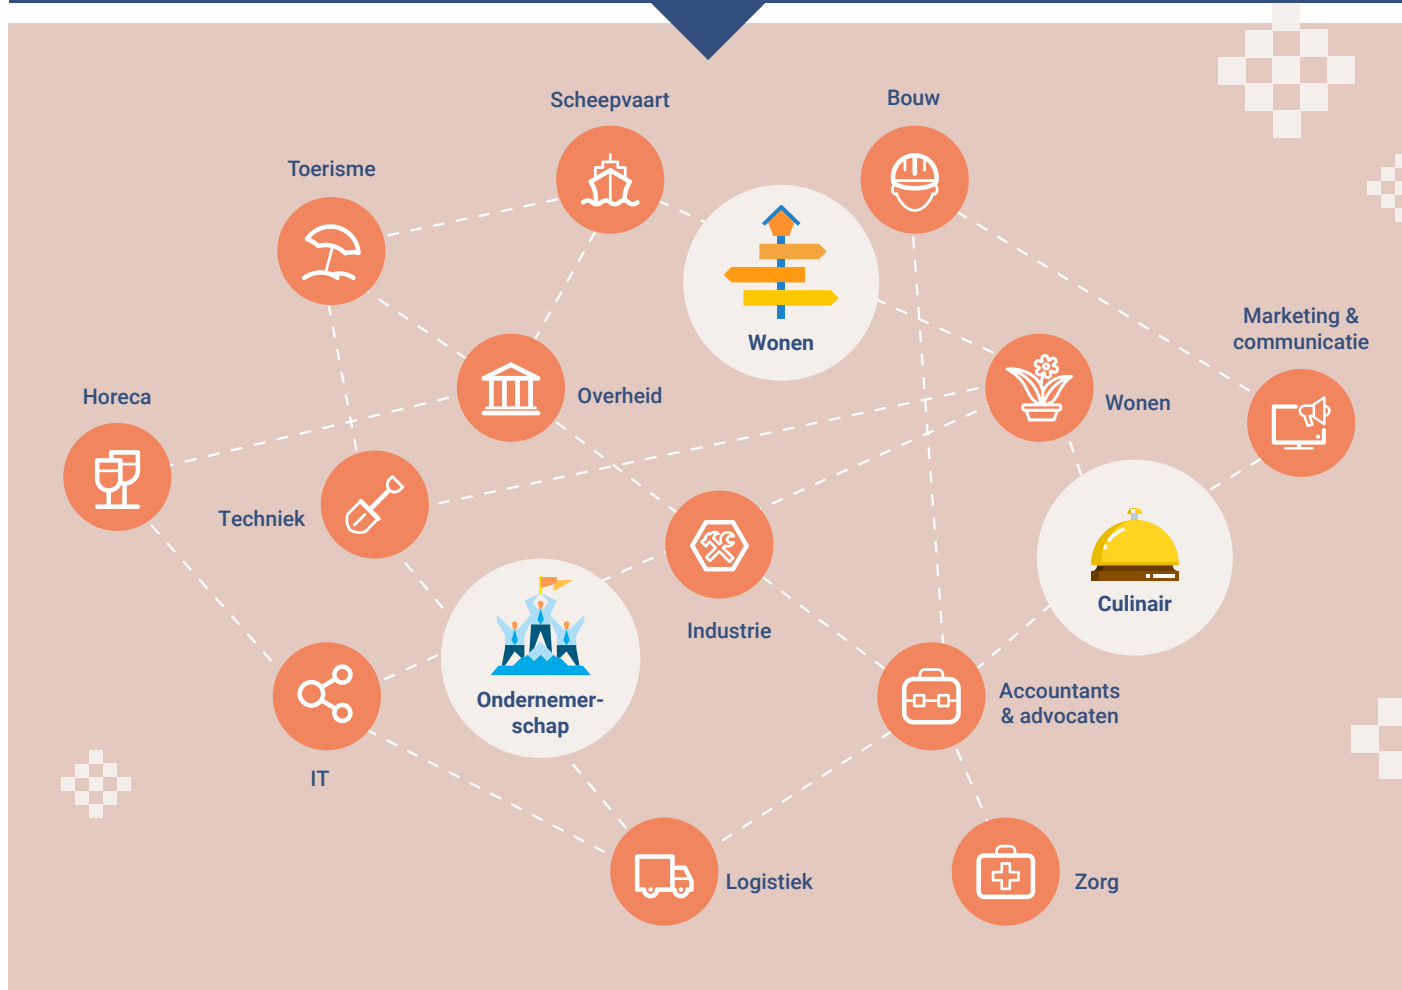 Scheepvaart
Bouw
Toerisme
Marketing &
communicatie
Wonen
Horeca
Overheid
Wonen
Techniek
Culinair
Industrie
Ondernemer-
schap
Accountants
& advocaten
IT
Logistiek
Zorg